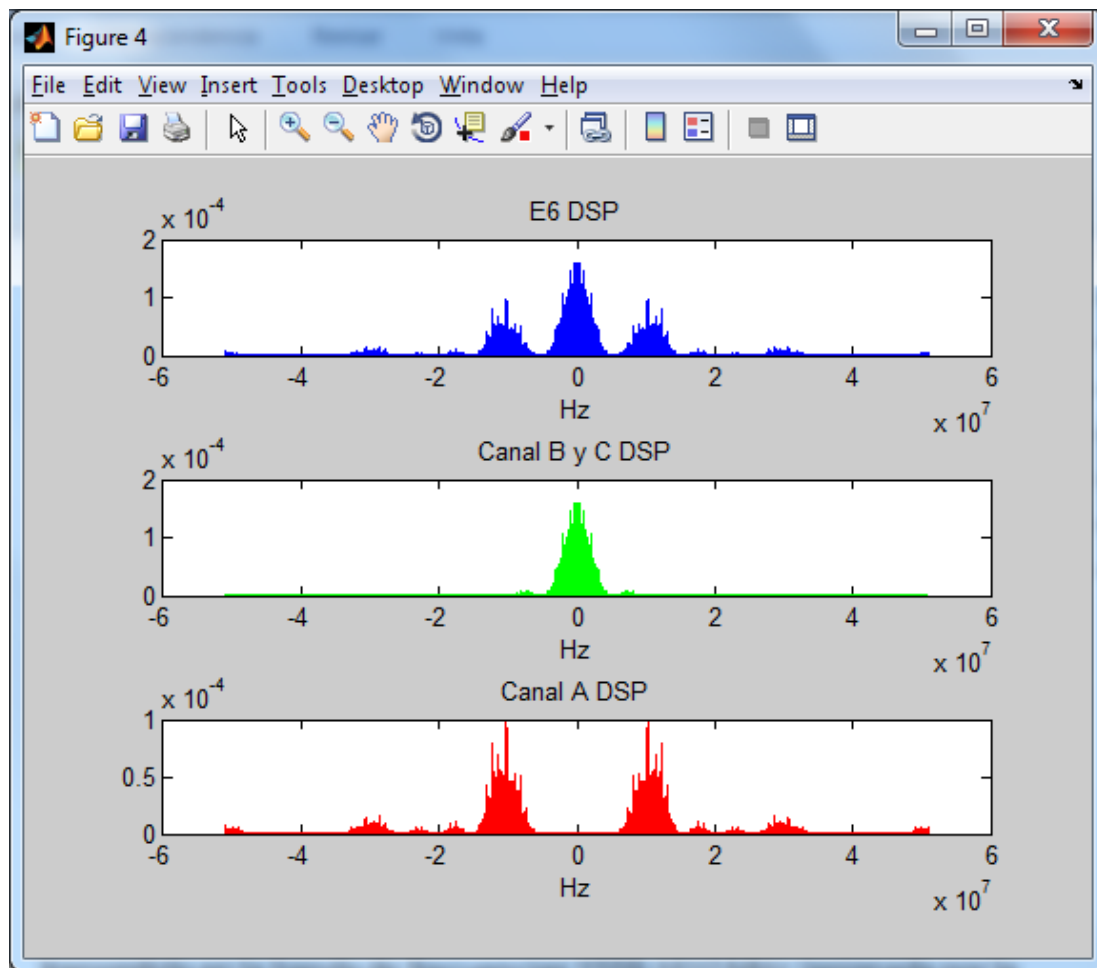 Figure 4
File Edit View Insert Tools Desktop Window Help
E6 DSP
x 10^-4
2
1
0
-6 -4 -2 0 2 4 6
Hz
x 10^7
Canal B y C DSP
x 10^-4
2
1
0
-6 -4 -2 0 2 4 6
Hz
x 10^7
Canal A DSP
x 10^-4
1
0.5
0
-6 -4 -2 0 2 4 6
Hz
x 10^7